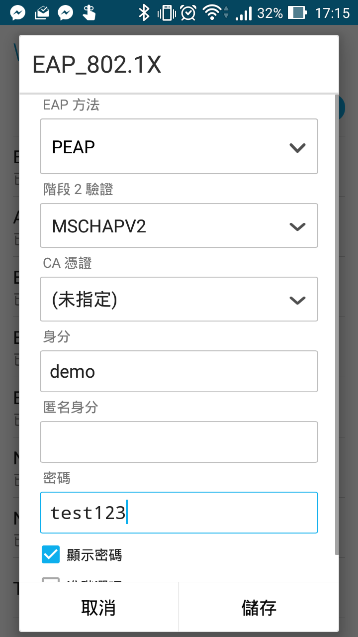 32% 17:15
EAP_802.1X
EAP 方法
PEAP
階段 2 驗證
MSCHAPV2
CA 憑證
(未指定)
身分
demo
匿名身分
密碼
test123
顯示密碼
取消 儲存